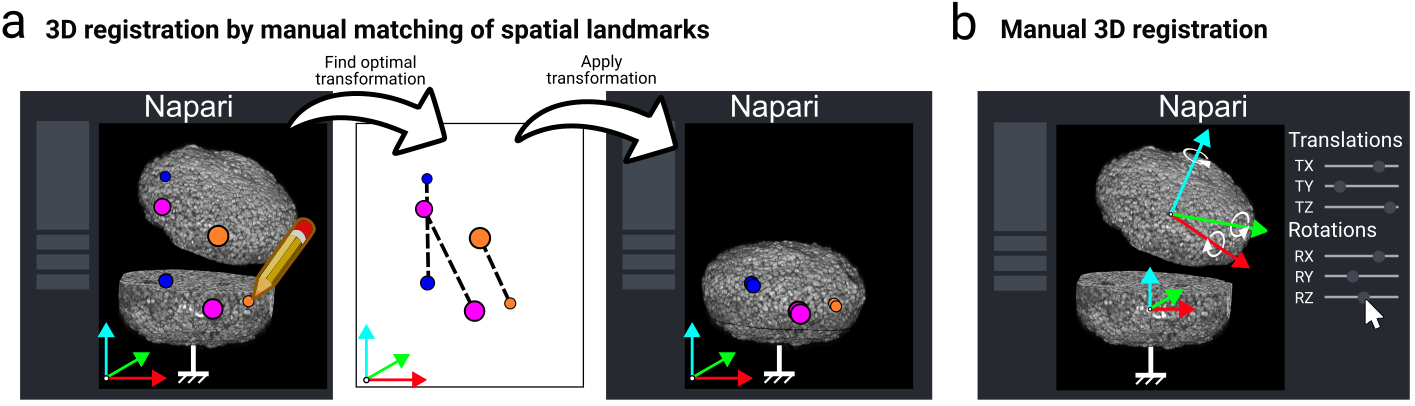 a 3D registration by manual matching of spatial landmarks
Find optimal
transformation
Apply
transformation
Napari
Napari
b Manual 3D registration
Napari
Translations
TX
TY
TZ
Rotations
RX
RY
RZ